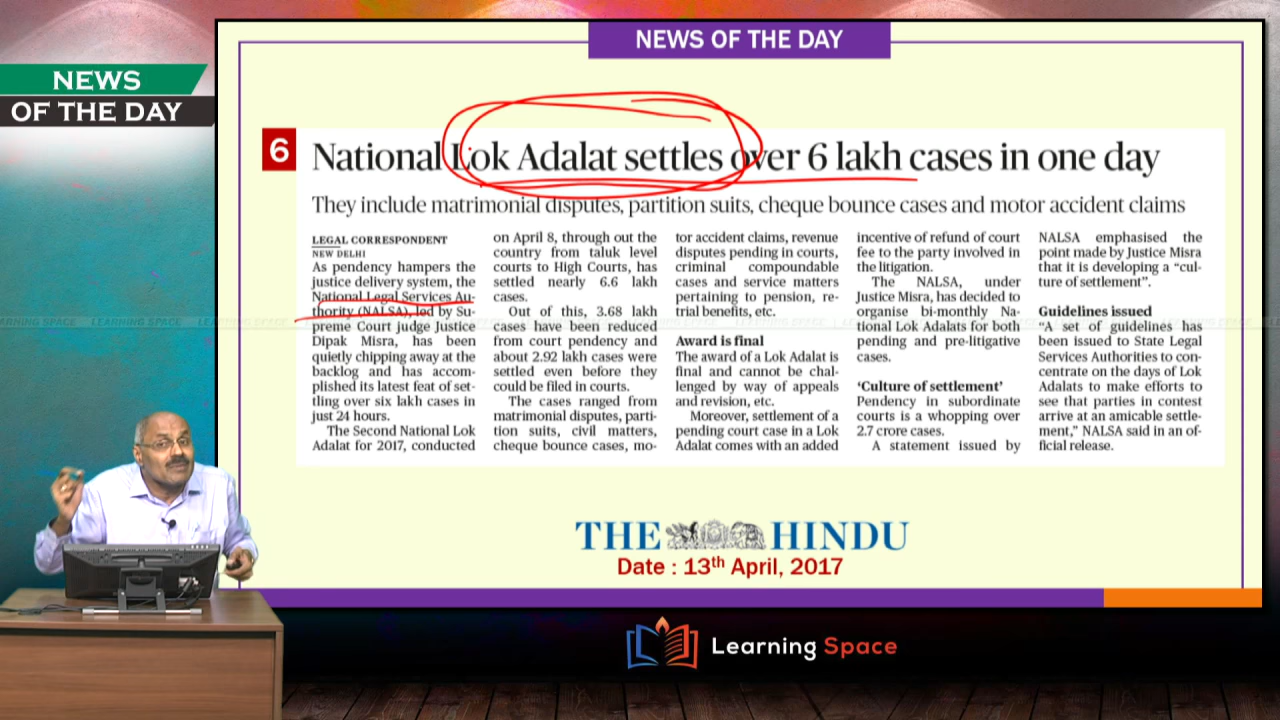 NEWS OF THE DAY
NEWS
OF THE DAY
6
National Lok Adalat settles over 6 lakh cases in one day
They include matrimonial disputes, partition suits, cheque bounce cases and motor accident claims
LEGAL CORRESPONDENT
NEW DELHI
As pendency hampers the
justice delivery system, the
National Legal Services Au-
thority (NALSA), led by Su-
preme Court judge Justice
Dipak Misra, has been
quietly chipping away at the
backlog and has accom-
plished its latest feat of set-
tling over six lakh cases in
just 24 hours.
The Second National Lok
Adalat for 2017, conducted
on April 8, through out the
country from taluk level
courts to High Courts, has
settled nearly 6.6 lakh
cases.
Out of this, 3.68 lakh
cases have been reduced
from court pendency and
about 2.92 lakh cases were
settled even before they
could be filed in courts.
The cases ranged from
matrimonial disputes, parti-
tion suits, civil matters,
cheque bounce cases, mo-
tor accident claims, revenue
disputes pending in courts,
criminal compoundable
cases and service matters
pertaining to pension, re-
trial benefits, etc.
Award is final
The award of a Lok Adalat is
final and cannot be chal-
lenged by way of appeals
and revision, etc.
Moreover, settlement of a
pending court case in a Lok
Adalat comes with an added
incentive of refund of court
fee to the party involved in
the litigation.
The NALSA, under
Justice Misra, has decided to
organise bi-monthly Na-
tional Lok Adalats for both
pending and pre-litigative
cases.
'Culture of settlement'
Pendency in subordinate
courts is a whopping over
2.7 crore cases.
A statement issued by
NALSA emphasised the
point made by Justice Misra
that it is developing a "cul-
ture of settlement".
Guidelines issued
"A set of guidelines has
been issued to State Legal
Services Authorities to con-
centrate on the days of Lok
Adalats to make efforts to
see that parties in contest
arrive at an amicable settle-
ment," NALSA said in an of-
ficial release.
THE HINDU
Date : 13th April, 2017
Learning Space